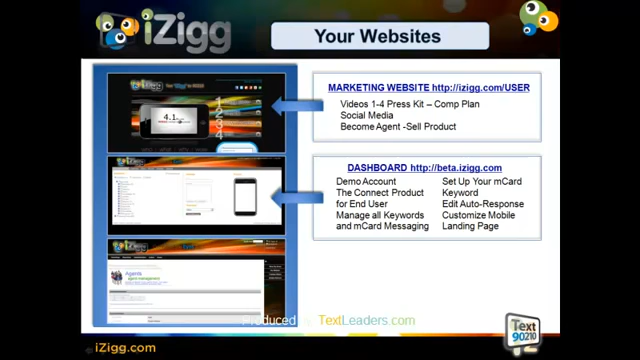 iZigg
Your Websites
MARKETING WEBSITE http://izigg.com/USER
Videos 1-4 Press Kit – Comp Plan
Social Media
Become Agent -Sell Product
4.1
DASHBOARD http://beta.izigg.com
Demo Account
The Connect Product
for End User
Manage all Keywords
and mCard Messaging
Set Up Your mCard
Keyword
Edit Auto-Response
Customize Mobile
Landing Page
Agents
Produced TextLeaders.com
Text
90210
iZigg.com